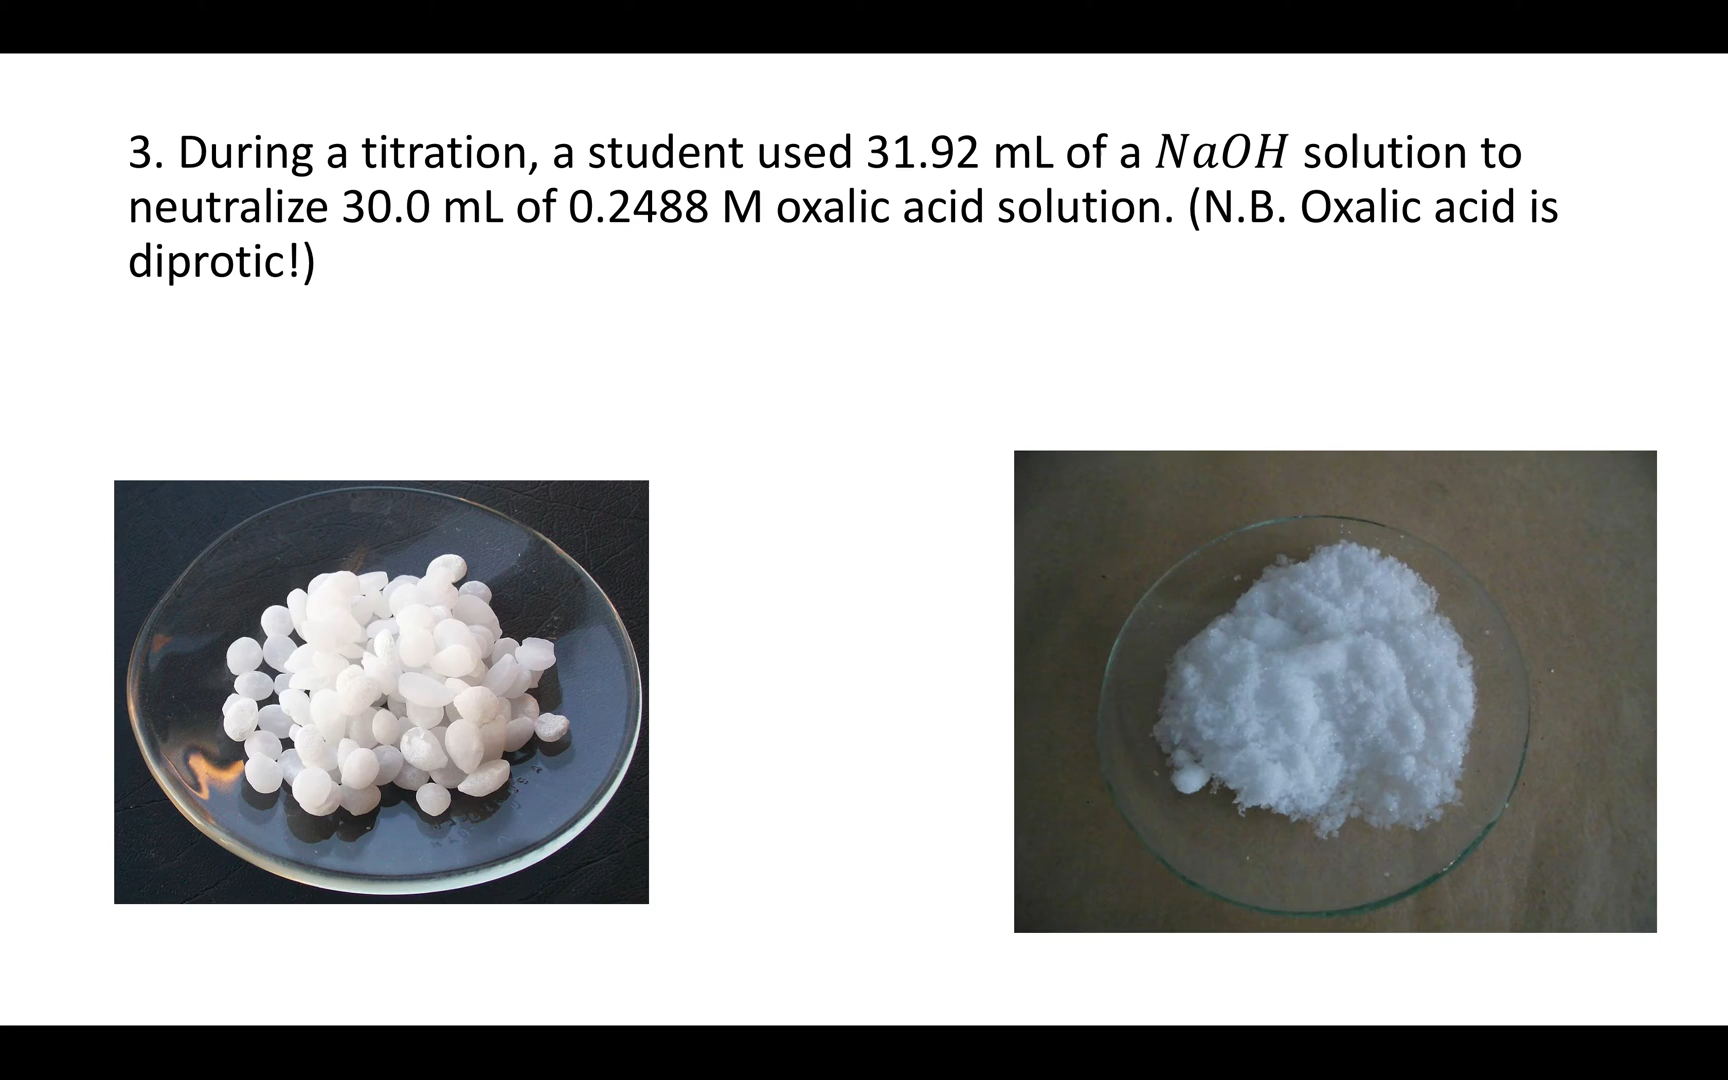 3. During a titration, a student used 31.92 mL of a NaOH solution to
neutralize 30.0 mL of 0.2488 M oxalic acid solution. (N.B. Oxalic acid is
diprotic!)